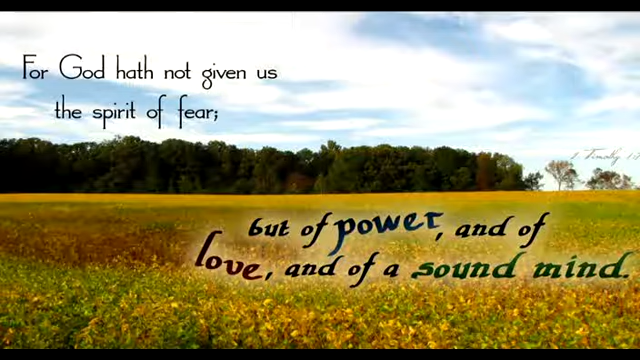 For God hath not given us
the spirit of fear;
Timothy
but of power, and of
love, and of a sound mind.